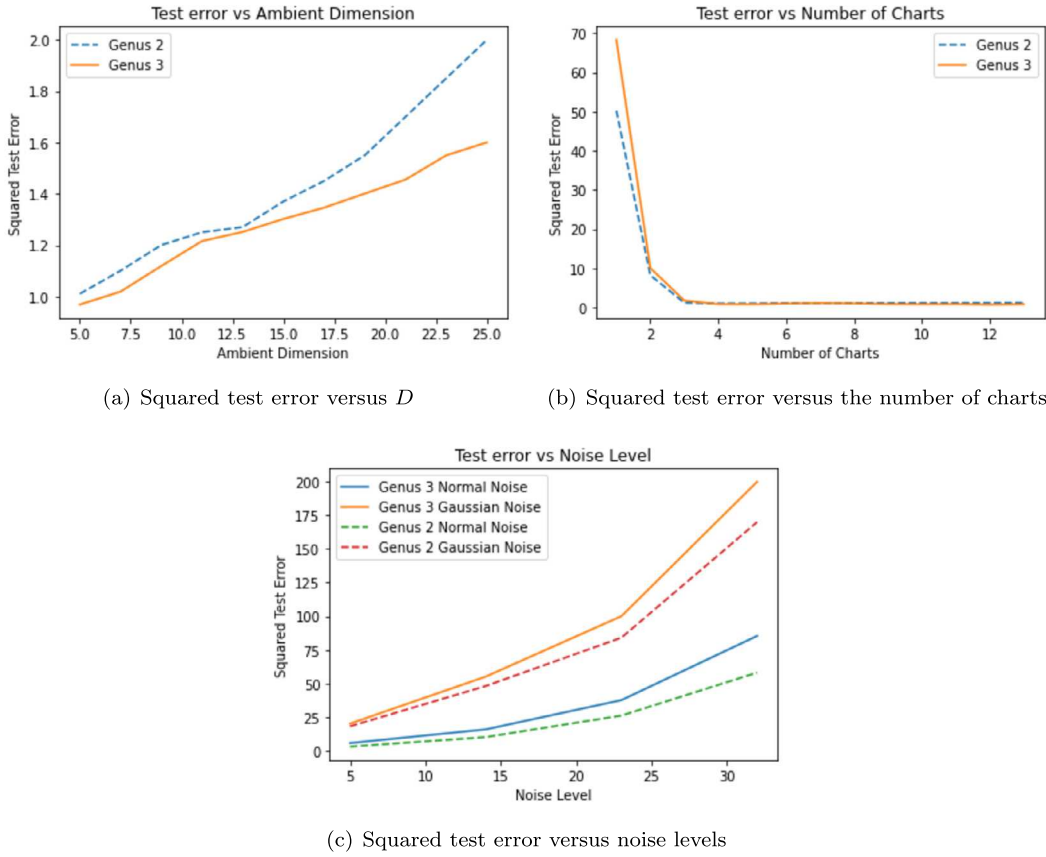 Test error vs Ambient Dimension
2.0
1.8
1.6
1.4
1.2
1.0
Squared Test Error
Genus 2
Genus 3
5.0 7.5 10.0 12.5 15.0 17.5 20.0 22.5 25.0
Ambient Dimension
(a) Squared test error versus D
Test error vs Number of Charts
70
60
50
40
30
20
10
0
Squared Test Error
Genus 2
Genus 3
2 4 6 8 10 12
Number of Charts
(b) Squared test error versus the number of charts
Test error vs Noise Level
200
175
150
125
100
75
50
25
0
Squared Test Error
Genus 3 Normal Noise
Genus 3 Gaussian Noise
Genus 2 Normal Noise
Genus 2 Gaussian Noise
5 10 15 20 25 30
Noise Level
(c) Squared test error versus noise levels